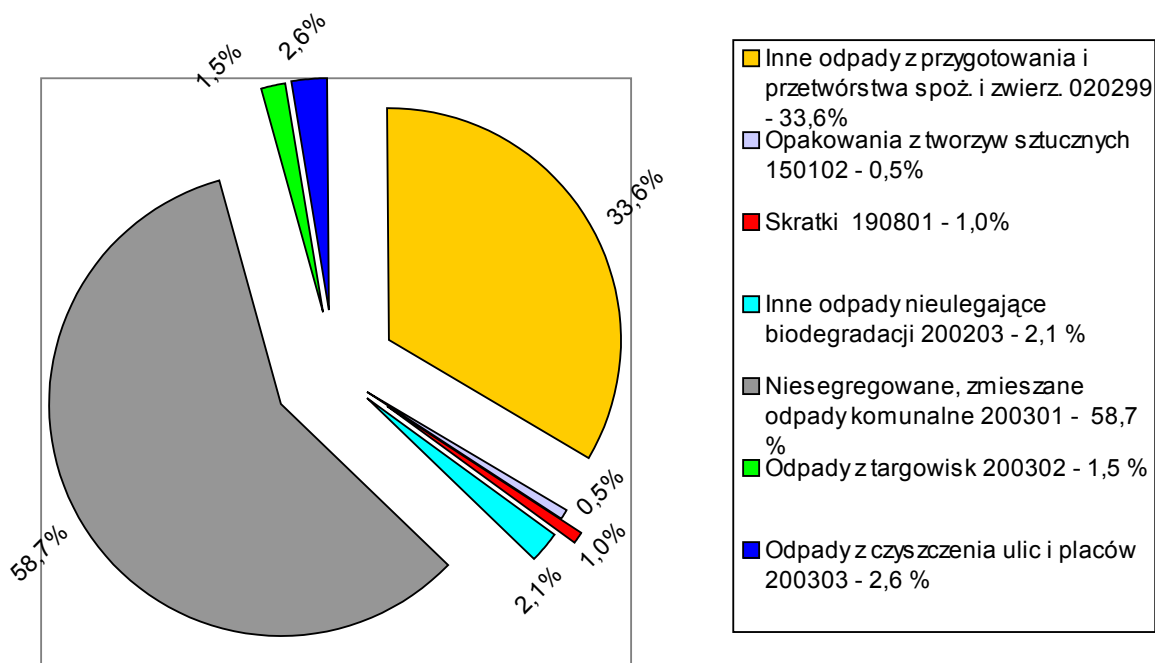 1,5%
2,6%
33,6%
58,7%
0,5%
1,0%
2,1%
Inne odpady z przygotowania i
przetwórstwa spoż. i zwierz. 020299
- 33,6%
Opakowania z tworzyw sztucznych
150102 - 0,5%
Skratki 190801 - 1,0%
Inne odpady nieulegające
biodegradacji 200203 - 2,1 %
Niesegregowane, zmieszane
odpady komunalne 200301 - 58,7
%
Odpady z targowisk 200302 - 1,5 %
Odpady z czyszczenia ulic i placów
200303 - 2,6 %